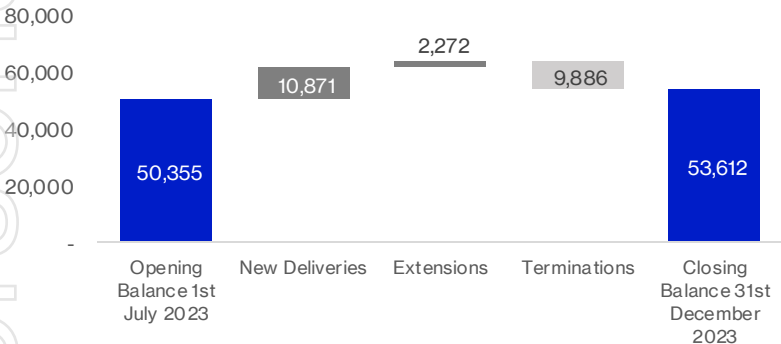 80,000
60,000
40,000
20,000
-
50,355
10,871
2,272
9,886
53,612
Opening
Balance 1st
July 2023
New Deliveries
Extensions
Terminations
Closing
Balance 31st
December
2023